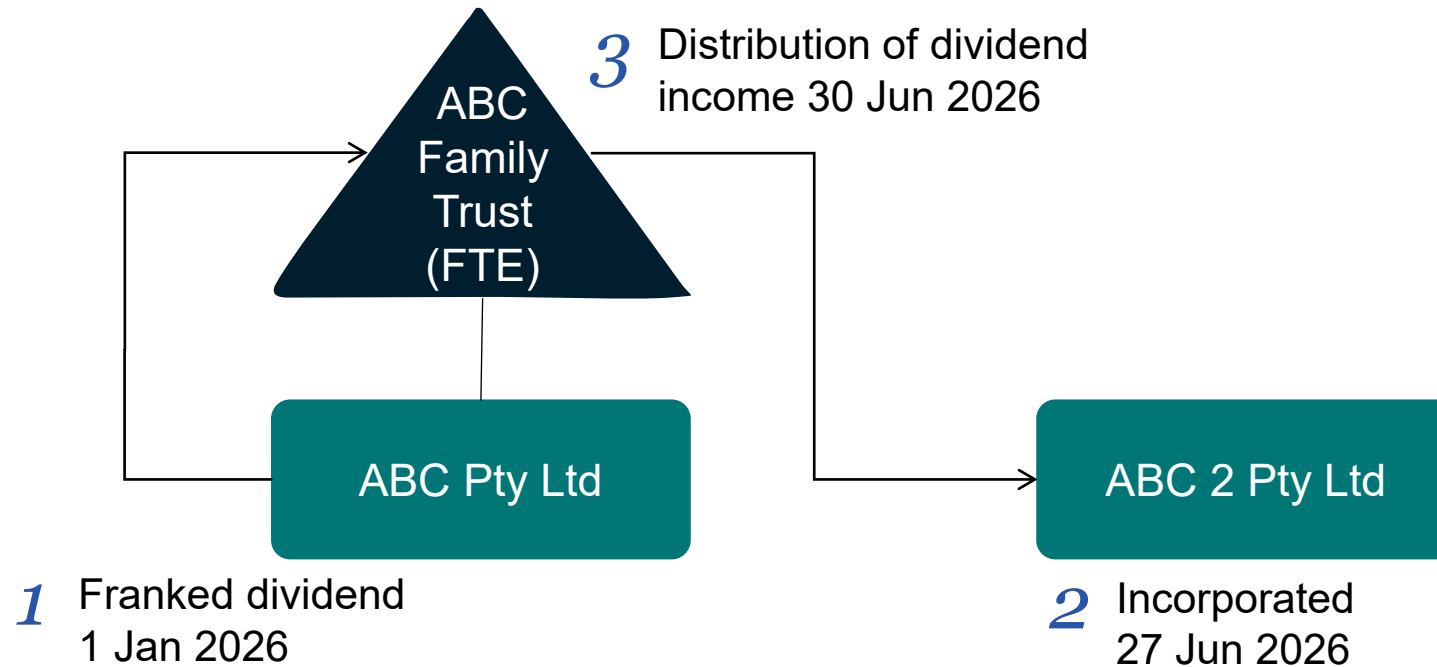 3 Distribution of dividend
income 30 Jun 2026
ABC
Family
Trust
(FTE)
ABC Pty Ltd
ABC 2 Pty Ltd
1 Franked dividend
1 Jan 2026
2 Incorporated
27 Jun 2026